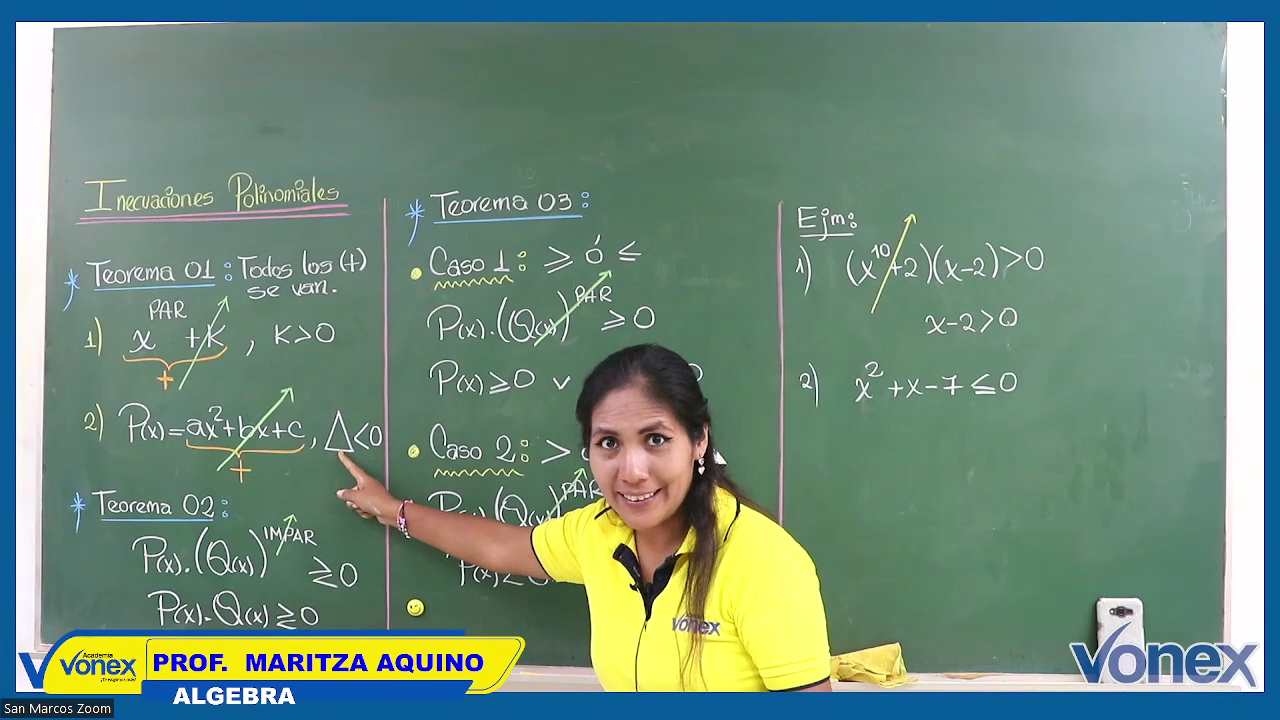 Inecuaciones Polinomiales
* Teorema 01: Todos los (+)
se van.
PAR
1) x +K , K>0
+
2) P(x)=ax²+bx+c, Δ<0
+
* Teorema 02:
P(x).(Q(x))^IMPAR ≷0
P(x).Q(x)≷0
* Teorema 03:
• Caso 1: ≥ ó ≤
P(x).(Q(x))^PAR ≥0
P(x)≥0 v
• Caso 2: >
P(x).(Q(x))^PAR
Ejm:
1) (x¹⁰+2)(x-2)>0
x-2>0
2) x²+x-7≤0
vonex
Academia
vonex
PROF. MARITZA AQUINO
ALGEBRA
vonex
San Marcos Zoom